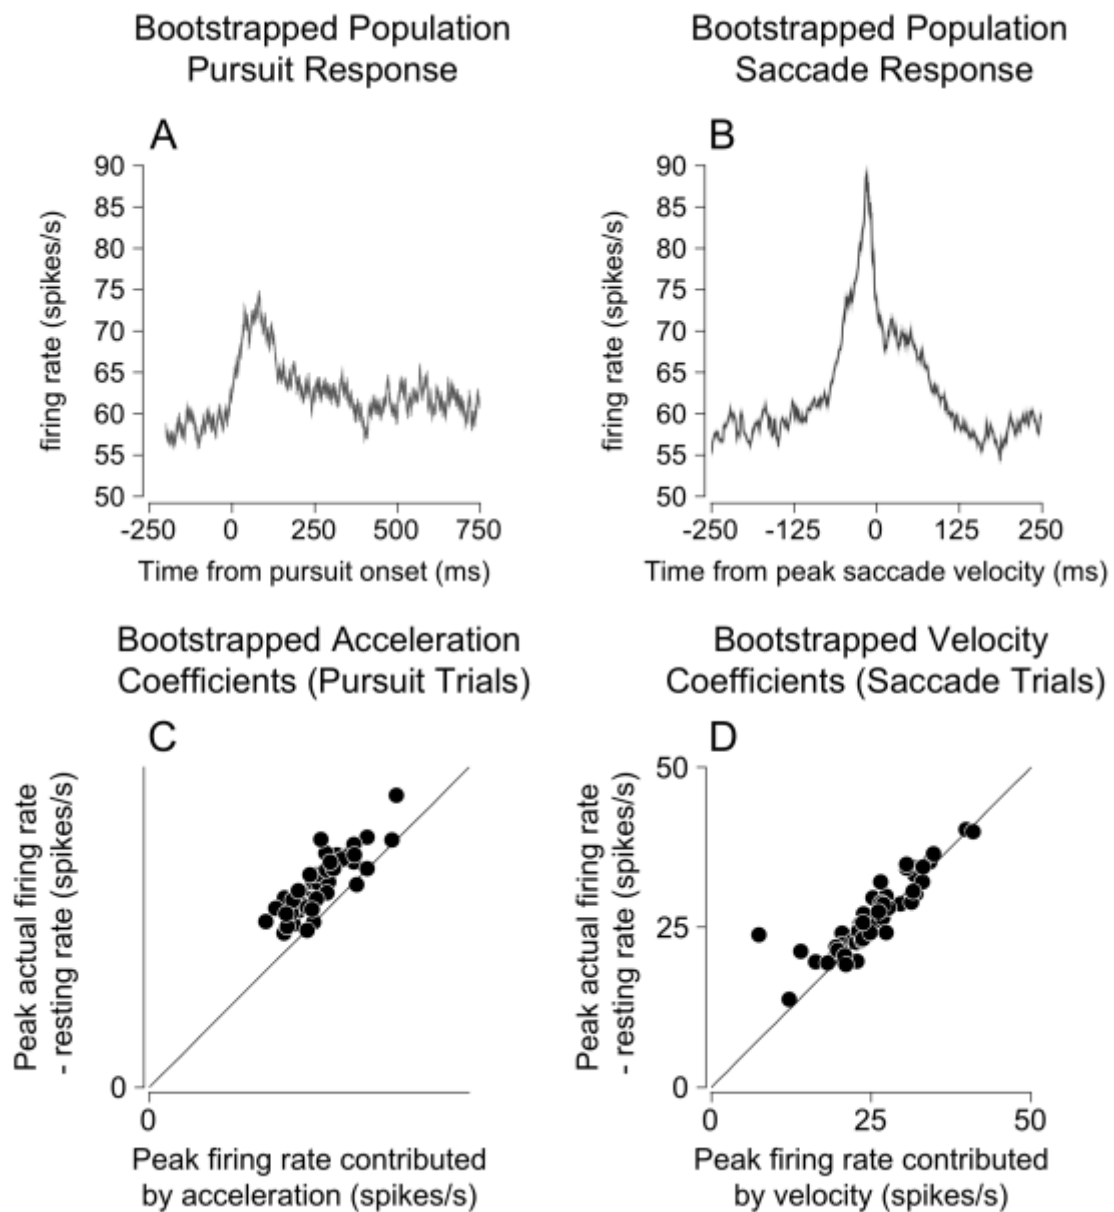 Bootstrapped Population
Pursuit Response
Bootstrapped Population
Saccade Response
A
90
85
80
75
70
65
60
55
50
firing rate (spikes/s)
-250
0
250
500
750
Time from pursuit onset (ms)
B
90
85
80
75
70
65
60
55
50
firing rate (spikes/s)
-250
-125
0
125
250
Time from peak saccade velocity (ms)
Bootstrapped Acceleration
Coefficients (Pursuit Trials)
Bootstrapped Velocity
Coefficients (Saccade Trials)
C
Peak actual firing rate
- resting rate (spikes/s)
0
0
Peak firing rate contributed
by acceleration (spikes/s)
D
Peak actual firing rate
- resting rate (spikes/s)
50
25
0
0
25
50
Peak firing rate contributed
by velocity (spikes/s)